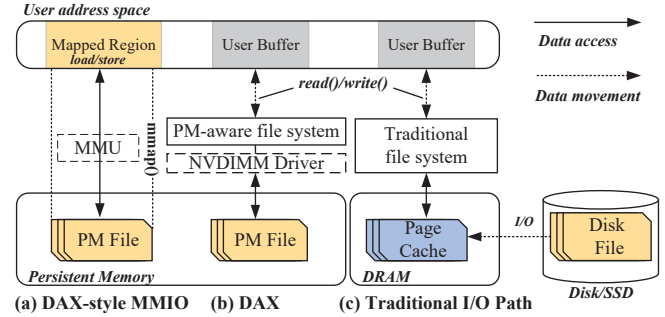 User address space
Mapped Region
load/store
User Buffer
User Buffer
Data access
read()/write()
Data movement
MMU
mmap()
PM-aware file system
NVDIMM Driver
Traditional
file system
PM File
PM File
Page
Cache
I/O
Disk
File
Persistent Memory
DRAM
Disk/SSD
(a) DAX-style MMIO
(b) DAX
(c) Traditional I/O Path